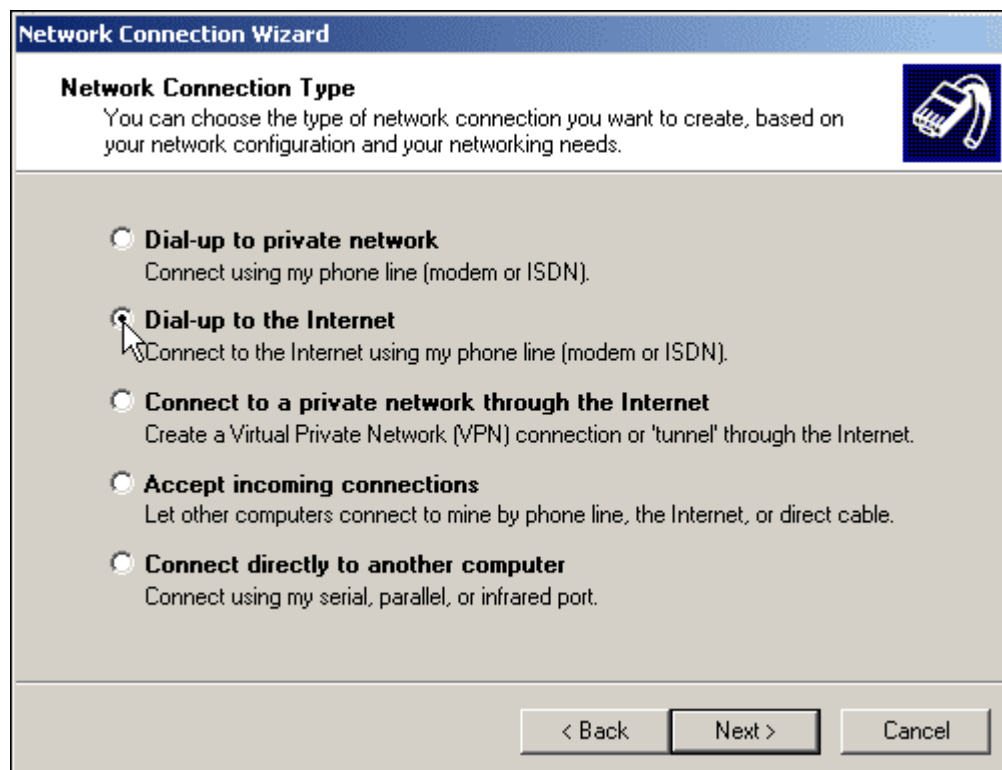 Network Connection Wizard
Network Connection Type
You can choose the type of network connection you want to create, based on
your network configuration and your networking needs.
Dial-up to private network
Connect using my phone line (modem or ISDN).
Dial-up to the Internet
Connect to the Internet using my phone line (modem or ISDN).
Connect to a private network through the Internet
Create a Virtual Private Network (VPN) connection or 'tunnel' through the Internet.
Accept incoming connections
Let other computers connect to mine by phone line, the Internet, or direct cable.
Connect directly to another computer
Connect using my serial, parallel, or infrared port.
< Back Next > Cancel